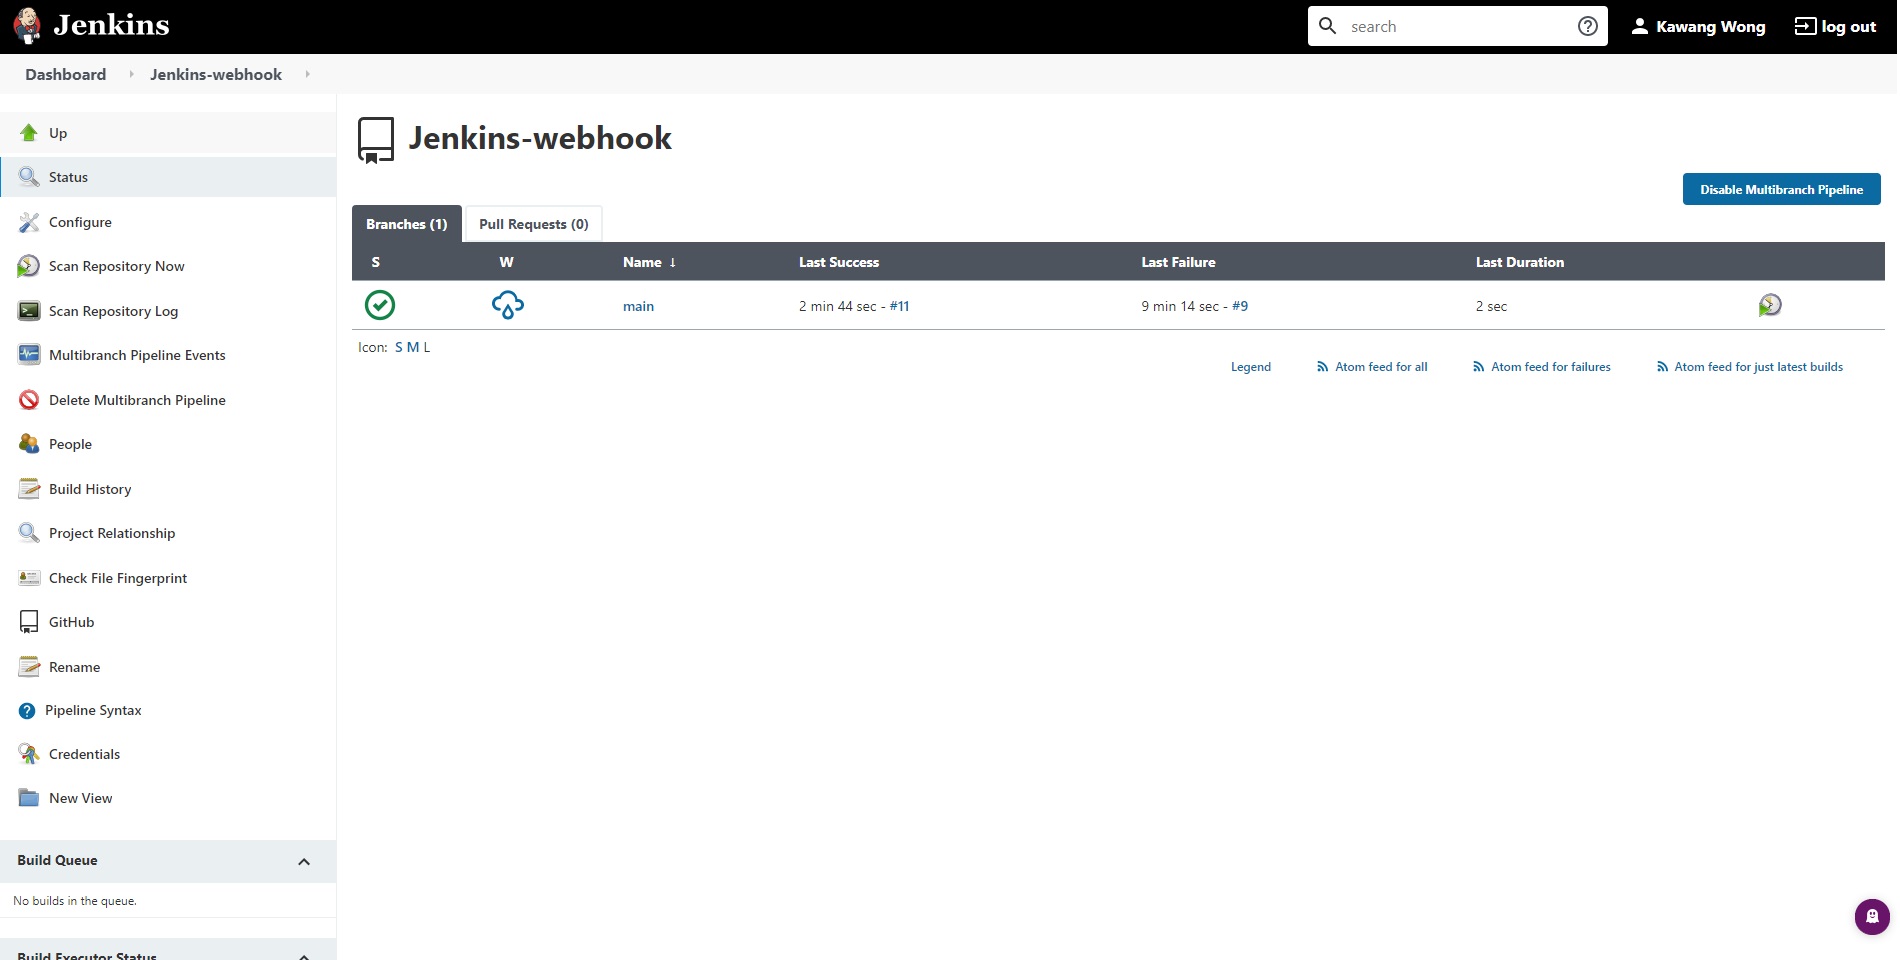 Jenkins
search
Kawang Wong
log out
Dashboard
Jenkins-webhook
Up
Status
Configure
Scan Repository Now
Scan Repository Log
Multibranch Pipeline Events
Delete Multibranch Pipeline
People
Build History
Project Relationship
Check File Fingerprint
GitHub
Rename
Pipeline Syntax
Credentials
New View
Build Queue
No builds in the queue.
Build Executor Status
Jenkins-webhook
Disable Multibranch Pipeline
Branches (1) Pull Requests (0)
S W Name ↓ Last Success Last Failure Last Duration
main 2 min 44 sec - #11 9 min 14 sec - #9 2 sec
Icon: S M L
Legend Atom feed for all Atom feed for failures Atom feed for just latest builds